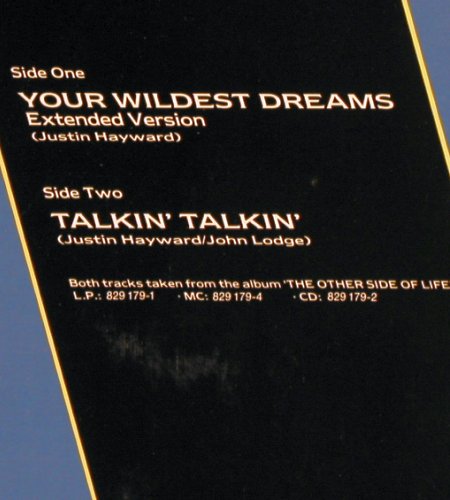 Side One
YOUR WILDEST DREAMS
Extended Version
(Justin Hayward)
Side Two
TALKIN' TALKIN'
(Justin Hayward/John Lodge)
Both tracks taken from the album 'THE OTHER SIDE OF LIFE
L.P.: 829 179-1 · MC: 829 179-4 · CD: 829 179-2